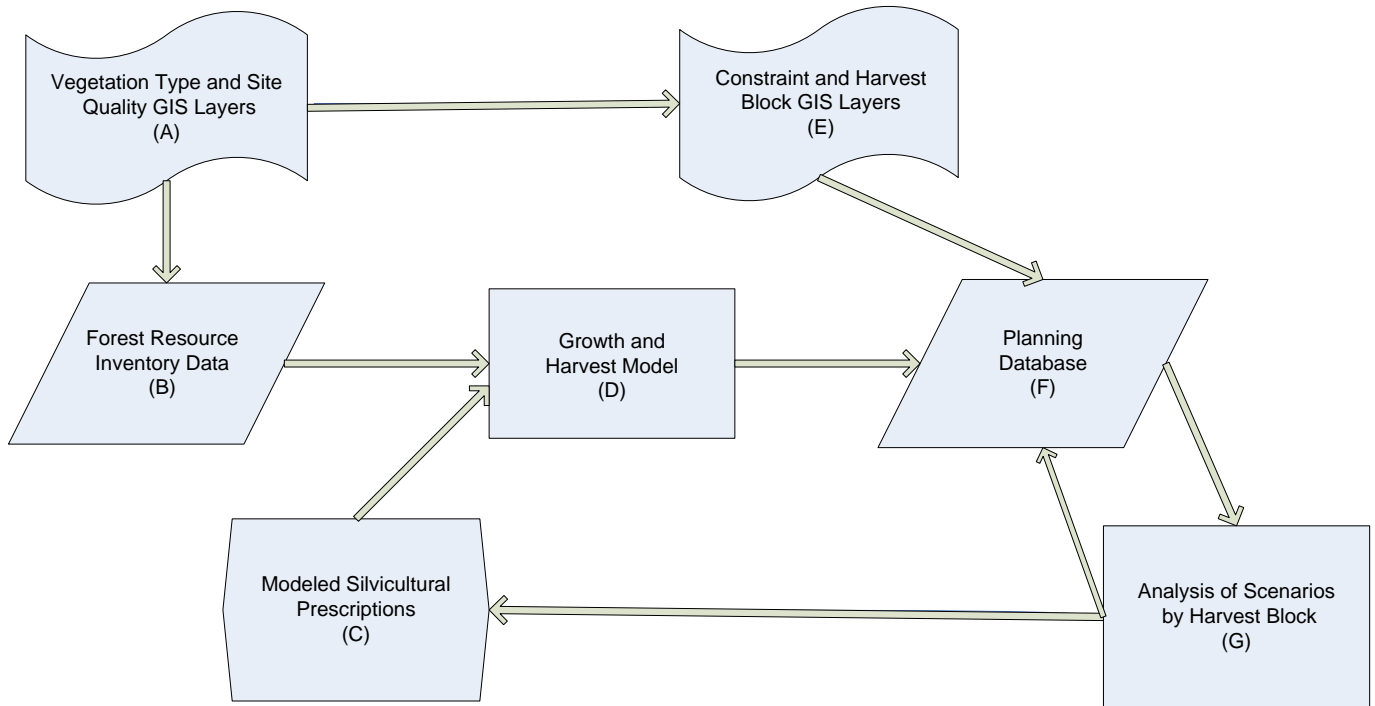 Vegetation Type and Site
Quality GIS Layers
(A)
Constraint and Harvest
Block GIS Layers
(E)
Forest Resource
Inventory Data
(B)
Growth and
Harvest Model
(D)
Planning
Database
(F)
Modeled Silvicultural
Prescriptions
(C)
Analysis of Scenarios
by Harvest Block
(G)